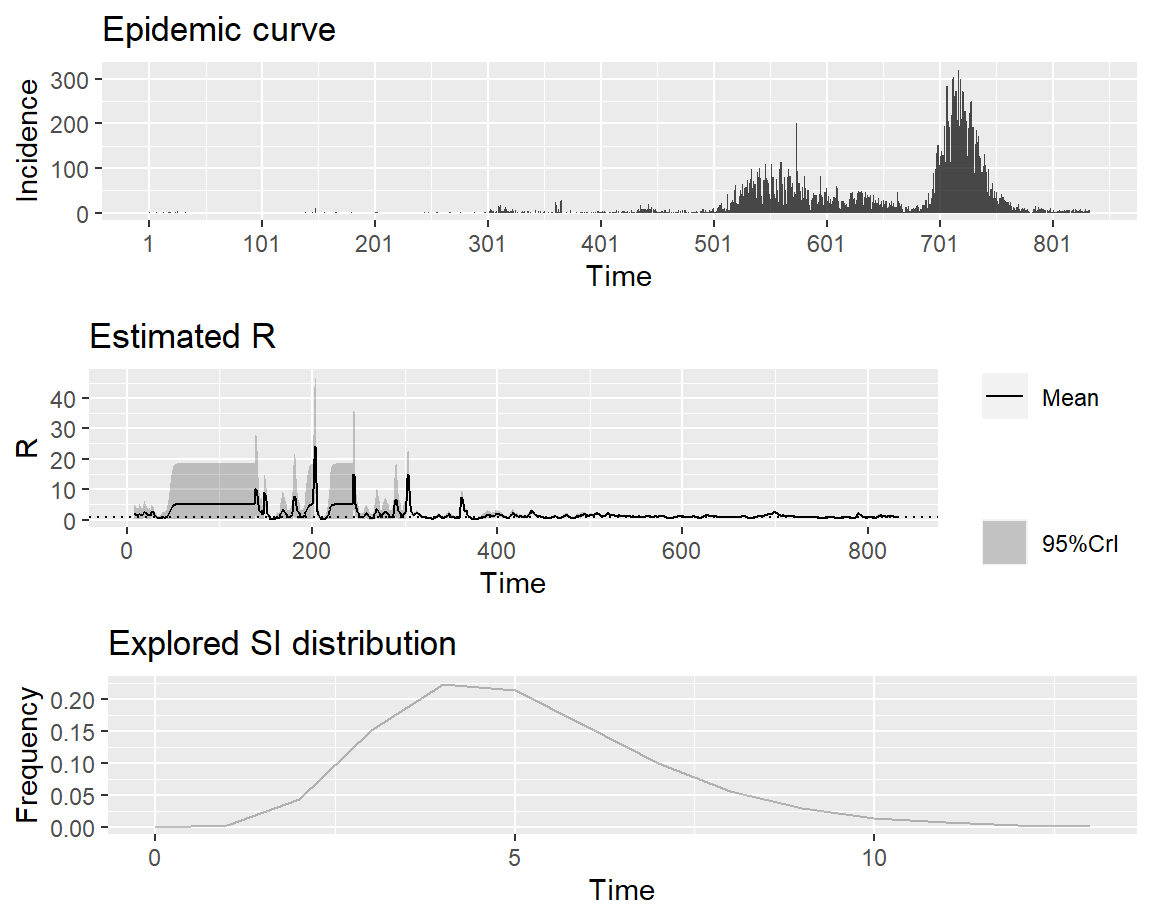 Epidemic curve
300
200
100
0
Incidence
1 101 201 301 401 501 601 701 801
Time
Estimated R
40
30
20
10
0
R
0 200 400 600 800
Time
Mean
95%CrI
Explored SI distribution
0.20
0.15
0.10
0.05
0.00
Frequency
0 5 10
Time